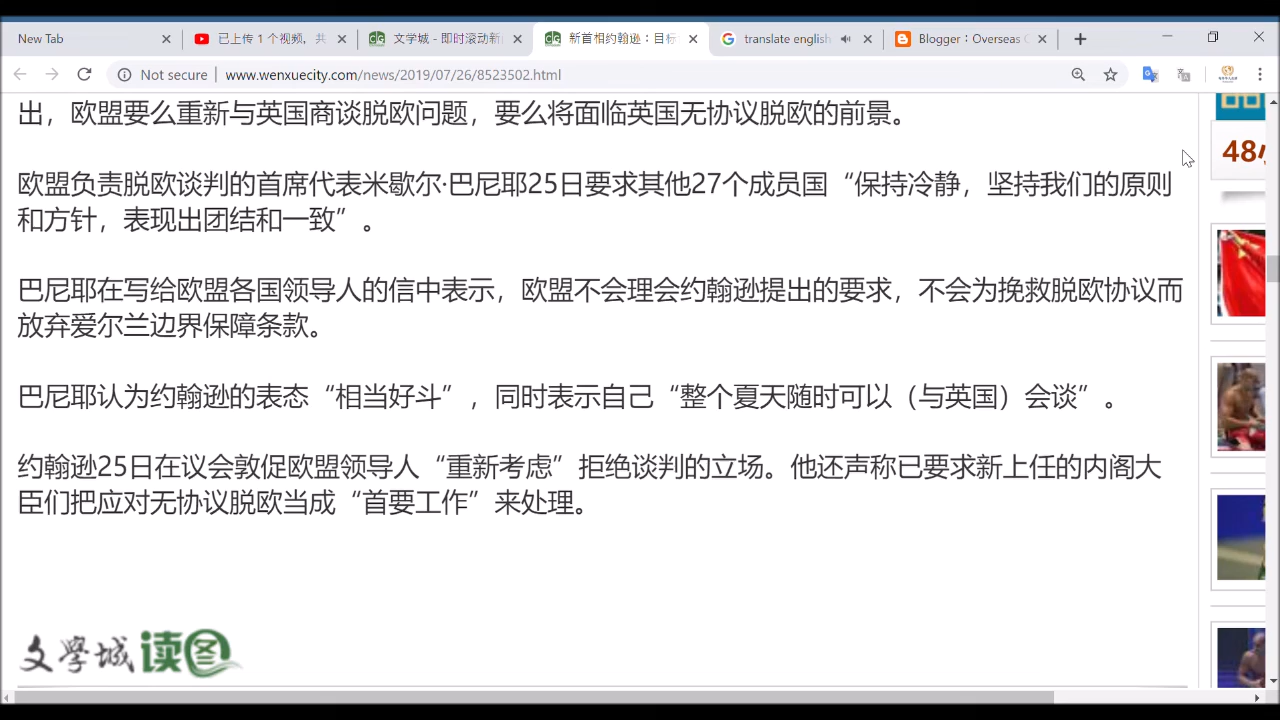 New Tab
已上传 1 个视频，共
文学城 - 即时滚动新
新首相约翰逊：目标
translate english
Blogger：Overseas C
Not secure
www.wenxuecity.com/news/2019/07/26/8523502.html
出，欧盟要么重新与英国商谈脱欧问题，要么将面临英国无协议脱欧的前景。
48小
欧盟负责脱欧谈判的首席代表米歇尔·巴尼耶25日要求其他27个成员国“保持冷静，坚持我们的原则
和方针，表现出团结和一致”。
巴尼耶在写给欧盟各国领导人的信中表示，欧盟不会理会约翰逊提出的要求，不会为挽救脱欧协议而
放弃爱尔兰边界保障条款。
巴尼耶认为约翰逊的表态“相当好斗”，同时表示自己“整个夏天随时可以（与英国）会谈”。
约翰逊25日在议会敦促欧盟领导人“重新考虑”拒绝谈判的立场。他还声称已要求新上任的内阁大
臣们把应对无协议脱欧当成“首要工作”来处理。
文學城读图